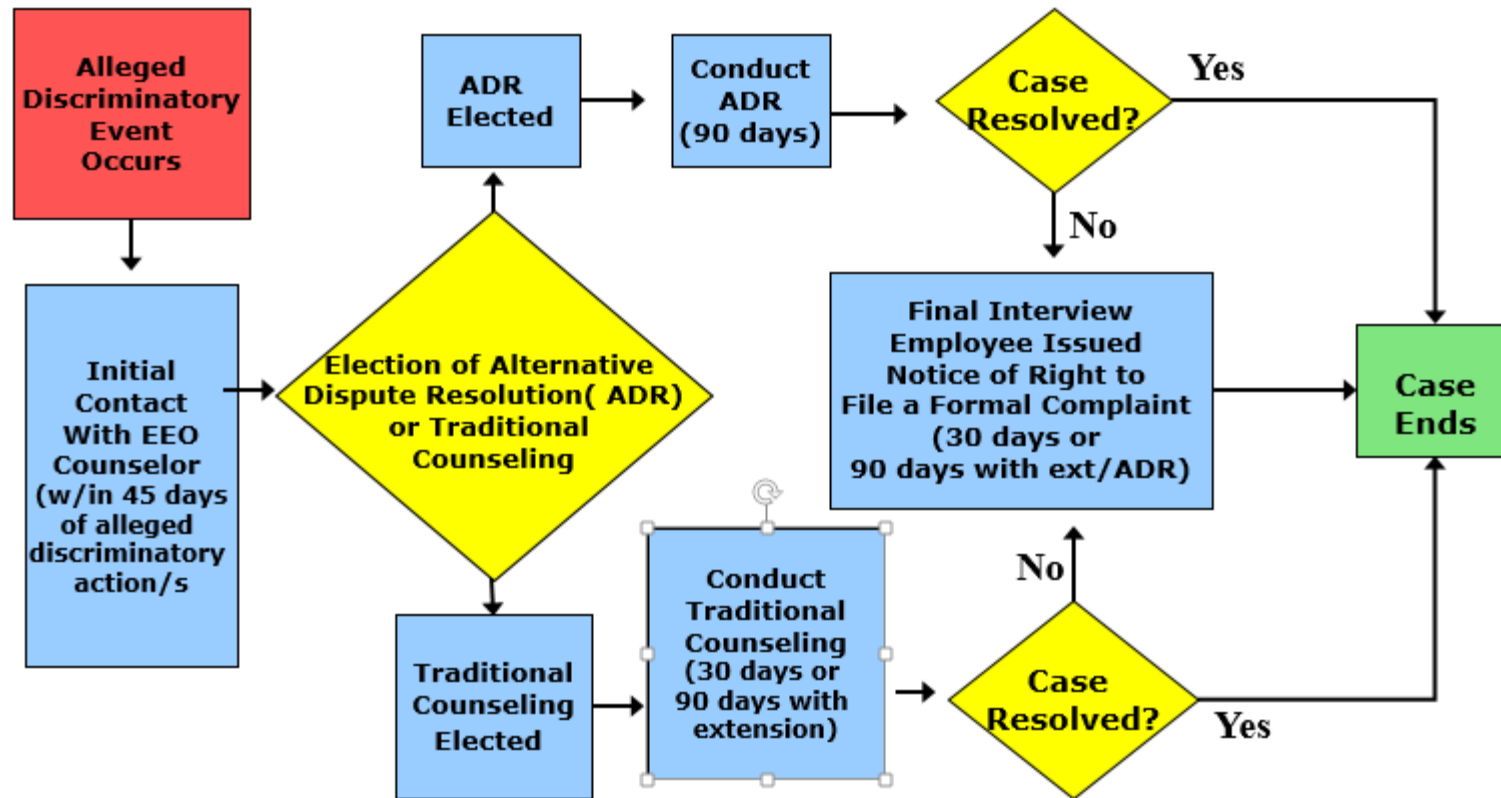 Alleged
Discriminatory
Event
Occurs
Initial
Contact
With EEO
Counselor
(w/in 45 days
of alleged
discriminatory
action/s
Election of Alternative
Dispute Resolution( ADR)
or Traditional
Counseling
ADR
Elected
Conduct
ADR
(90 days)
Case
Resolved?
Yes
No
Final Interview
Employee Issued
Notice of Right to
File a Formal Complaint
(30 days or
90 days with ext/ADR)
Case
Ends
Traditional
Counseling
Elected
Conduct
Traditional
Counseling
(30 days or
90 days with
extension)
Case
Resolved?
No
Yes